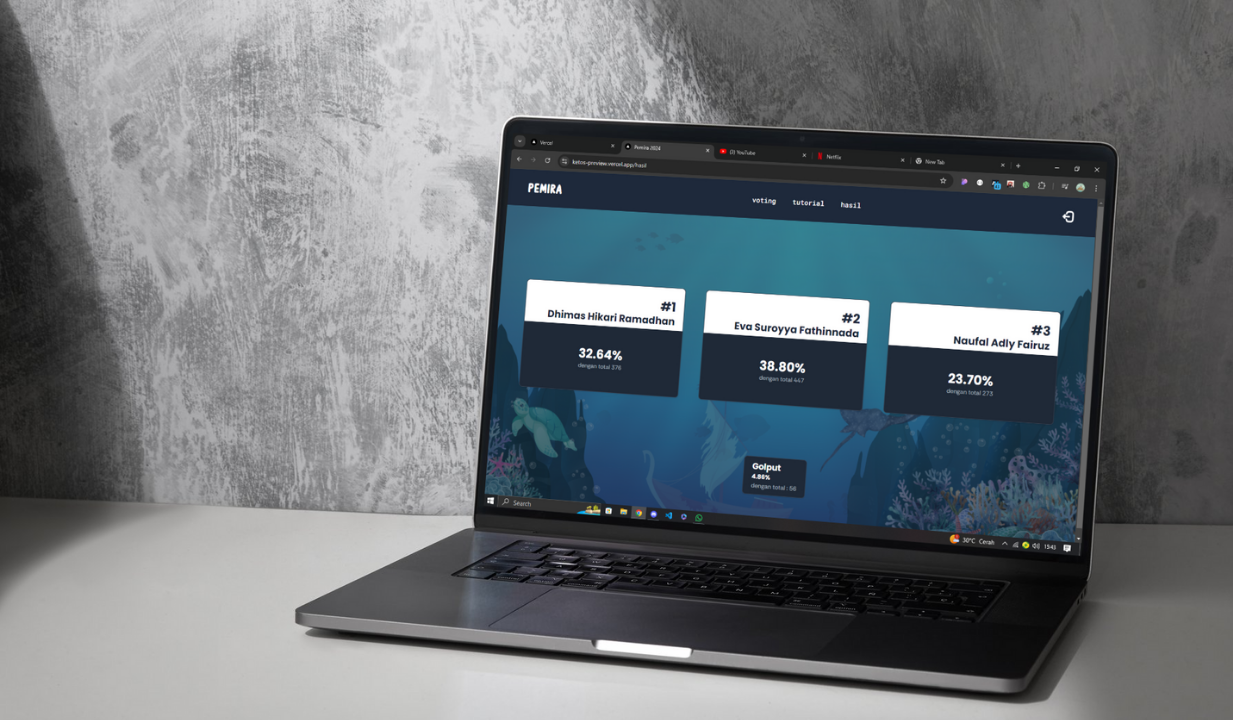 Vercel
Pemira 2024
(1) YouTube
Netflix
New Tab
ketos-preview.vercel.app/hasil
PEMIRA
voting
tutorial
hasil
#1
Dhimas Hikari Ramadhan
32.64%
dengan total 376
#2
Eva Suroyya Fathinnada
38.80%
dengan total 447
#3
Naufal Adly Fairuz
23.70%
dengan total 273
Golput
4.86%
dengan total : 56
Search
30°C Cerah
15:43